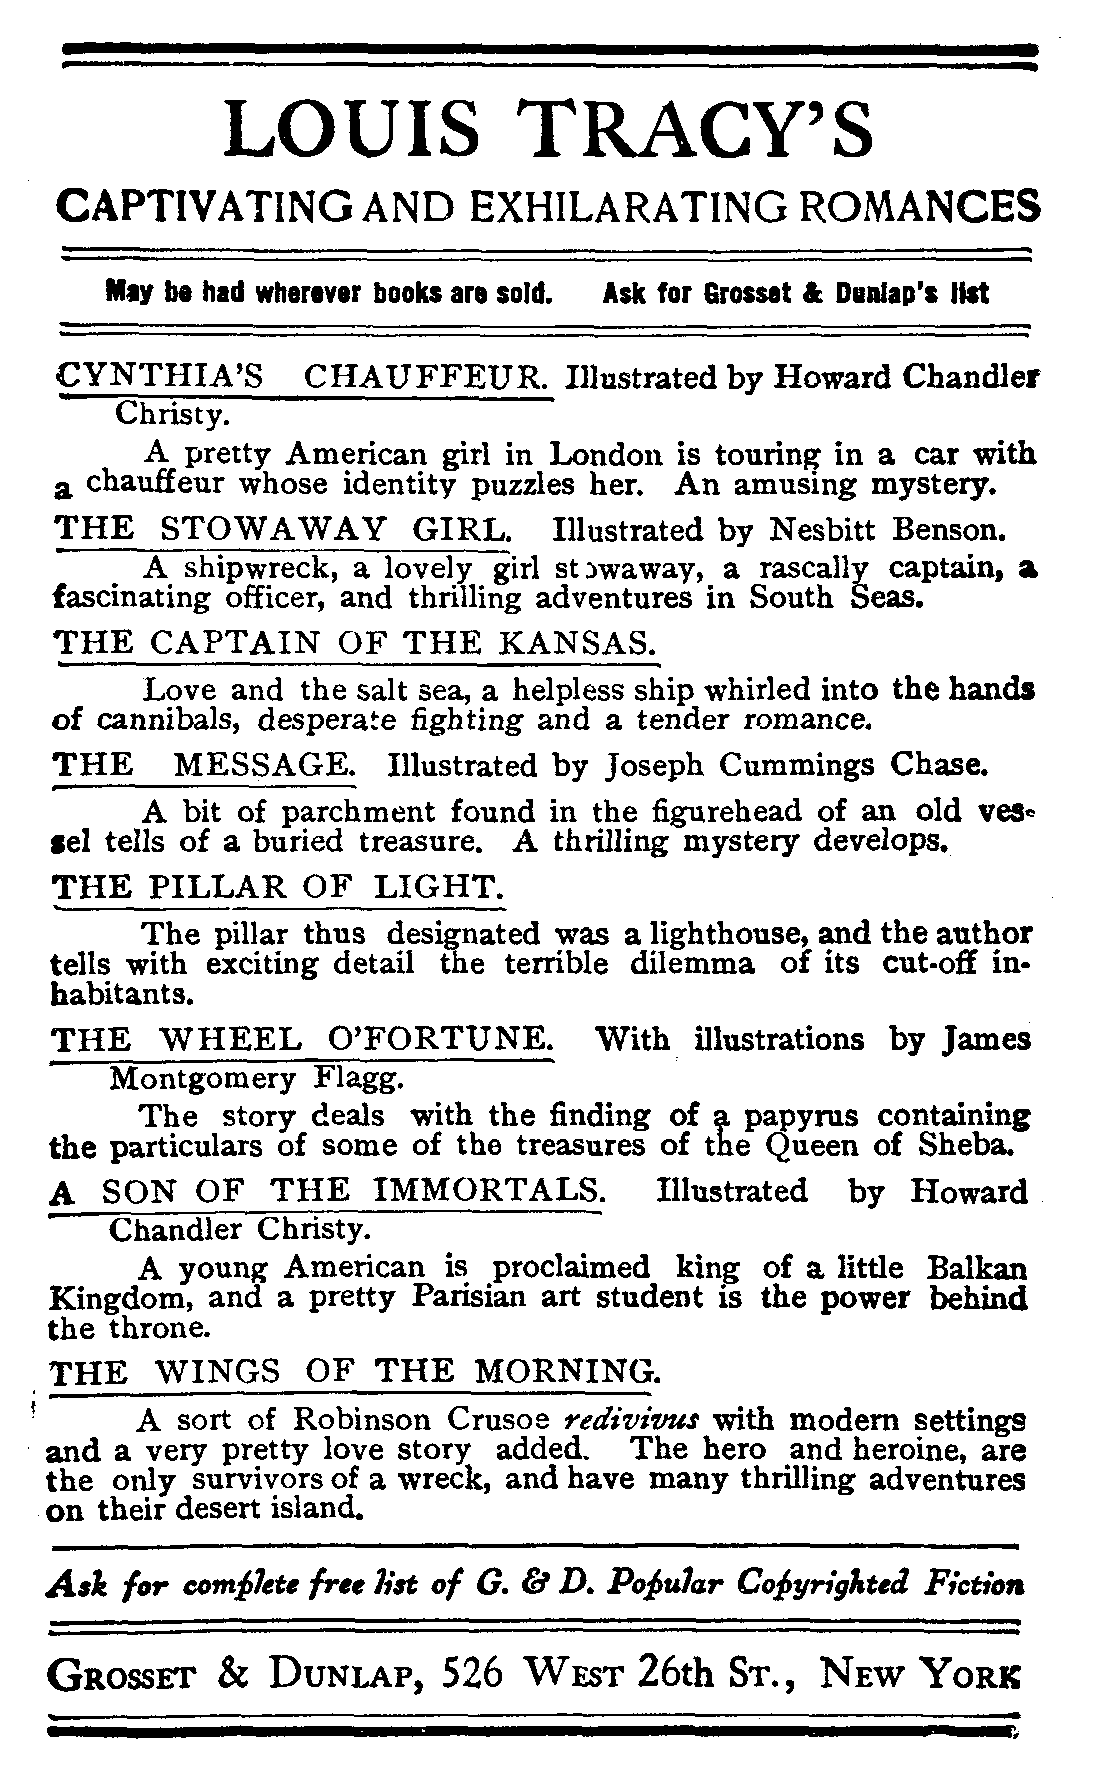 LOUIS TRACY'S
CAPTIVATING AND EXHILARATING ROMANCES
May be had wherever books are sold. Ask for Grosset & Dunlap's list
CYNTHIA'S CHAUFFEUR. Illustrated by Howard Chandler
Christy.
A pretty American girl in London is touring in a car with
a chauffeur whose identity puzzles her. An amusing mystery.
THE STOWAWAY GIRL. Illustrated by Nesbitt Benson.
A shipwreck, a lovely girl stowaway, a rascally captain, a
fascinating officer, and thrilling adventures in South Seas.
THE CAPTAIN OF THE KANSAS.
Love and the salt sea, a helpless ship whirled into the hands
of cannibals, desperate fighting and a tender romance.
THE MESSAGE. Illustrated by Joseph Cummings Chase.
A bit of parchment found in the figurehead of an old ves-
sel tells of a buried treasure. A thrilling mystery develops.
THE PILLAR OF LIGHT.
The pillar thus designated was a lighthouse, and the author
tells with exciting detail the terrible dilemma of its cut-off in-
habitants.
THE WHEEL O'FORTUNE. With illustrations by James
Montgomery Flagg.
The story deals with the finding of a papyrus containing
the particulars of some of the treasures of the Queen of Sheba.
A SON OF THE IMMORTALS. Illustrated by Howard
Chandler Christy.
A young American is proclaimed king of a little Balkan
Kingdom, and a pretty Parisian art student is the power behind
the throne.
THE WINGS OF THE MORNING.
A sort of Robinson Crusoe redivivus with modern settings
and a very pretty love story added. The hero and heroine, are
the only survivors of a wreck, and have many thrilling adventures
on their desert island.
Ask for complete free list of G. & D. Popular Copyrighted Fiction
GROSSET & DUNLAP, 526 WEST 26th ST., NEW YORK